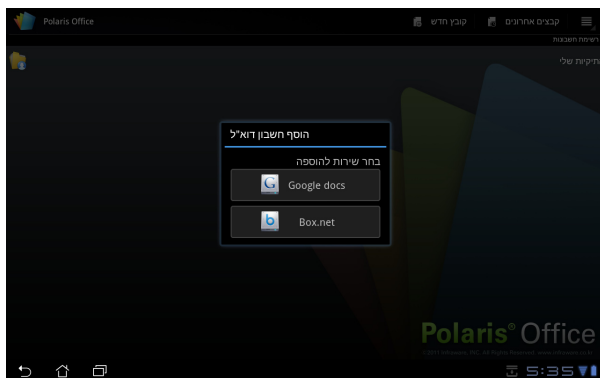 Polaris Office
קובץ חדש
קבצים אחרונים
רשימת חשבונות
תיקיות שלי
הוסף חשבון דוא"ל
בחר שירות להוספה
Google docs
Box.net
Polaris® Office
5:35